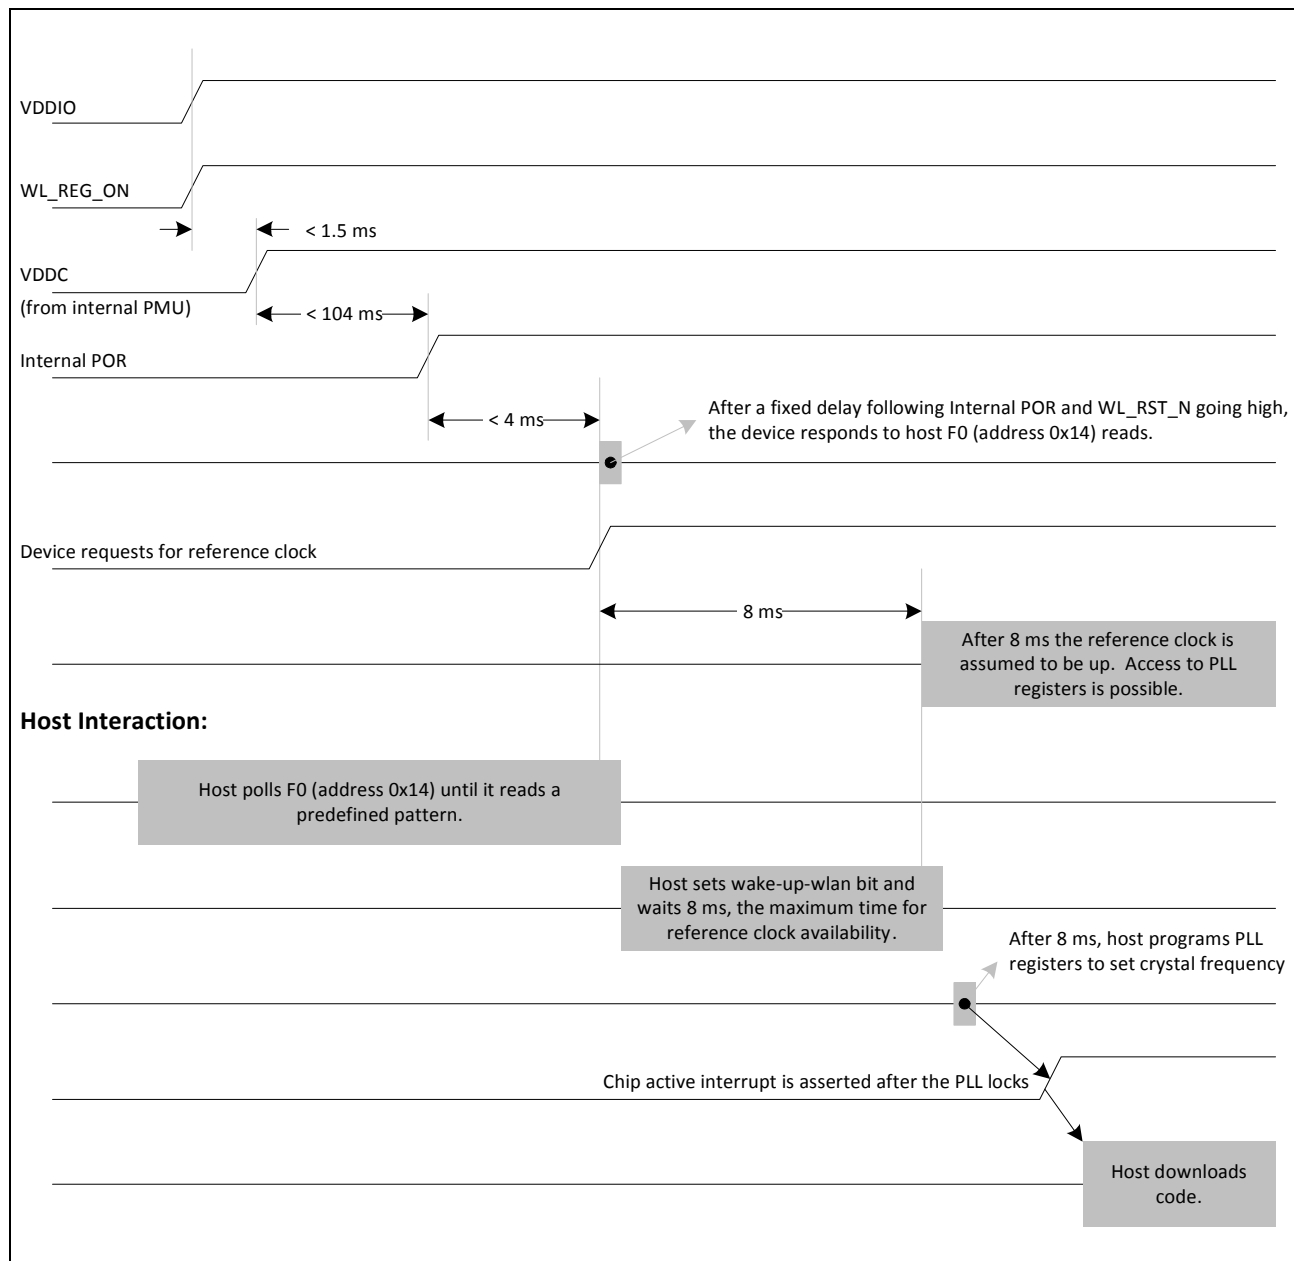 VDDIO
WL_REG_ON
< 1.5 ms
VDDC
(from internal PMU)
< 104 ms
Internal POR
< 4 ms
After a fixed delay following Internal POR and WL_RST_N going high,
the device responds to host F0 (address 0x14) reads.
Device requests for reference clock
8 ms
After 8 ms the reference clock is
assumed to be up.  Access to PLL
registers is possible.
Host Interaction:
Host polls F0 (address 0x14) until it reads a
predefined pattern.
Host sets wake-up-wlan bit and
waits 8 ms, the maximum time for
reference clock availability.
After 8 ms, host programs PLL
registers to set crystal frequency
Chip active interrupt is asserted after the PLL locks
Host downloads
code.